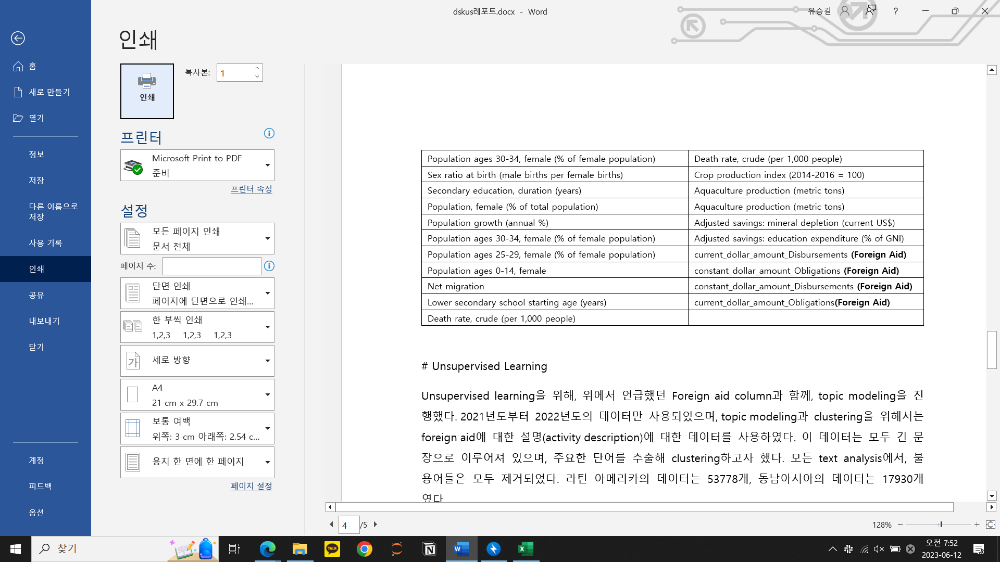 dskus레포트.docx - Word
유승길
?
인쇄
홈
새로 만들기
열기
정보
저장
다른 이름으로
저장
사용 기록
인쇄
공유
내보내기
닫기
계정
피드백
옵션
인쇄
복사본:
1
프린터
Microsoft Print to PDF
준비
프린터 속성
설정
모든 페이지 인쇄
문서 전체
페이지 수:
단면 인쇄
페이지에 단면으로 인쇄...
한 부씩 인쇄
1,2,3 1,2,3 1,2,3
가
세로 방향
A4
21 cm x 29.7 cm
보통 여백
위쪽: 3 cm 아래쪽: 2.54 c...
용지 한 면에 한 페이지
페이지 설정
Population ages 30-34, female (% of female population) Death rate, crude (per 1,000 people)
Sex ratio at birth (male births per female births) Crop production index (2014-2016 = 100)
Secondary education, duration (years) Aquaculture production (metric tons)
Population, female (% of total population) Aquaculture production (metric tons)
Population growth (annual %) Adjusted savings: mineral depletion (current US$)
Population ages 30-34, female (% of female population) Adjusted savings: education expenditure (% of GNI)
Population ages 25-29, female (% of female population) current_dollar_amount_Disbursements (Foreign Aid)
Population ages 0-14, female constant_dollar_amount_Obligations (Foreign Aid)
Net migration constant_dollar_amount_Disbursements (Foreign Aid)
Lower secondary school starting age (years) current_dollar_amount_Obligations(Foreign Aid)
Death rate, crude (per 1,000 people)
# Unsupervised Learning
Unsupervised learning을 위해, 위에서 언급했던 Foreign aid column과 함께, topic modeling을 진
행했다. 2021년도부터 2022년도의 데이터만 사용되었으며, topic modeling과 clustering을 위해서는
foreign aid에 대한 설명(activity description)에 대한 데이터를 사용하였다. 이 데이터는 모두 긴 문
장으로 이루어져 있으며, 주요한 단어를 추출해 clustering하고자 했다. 모든 text analysis에서, 불
용어들은 모두 제거되었다. 라틴 아메리카의 데이터는 53778개, 동남아시아의 데이터는 17930개
였다
4 /5
128%
찾기
TALK
오전 7:52
2023-06-12